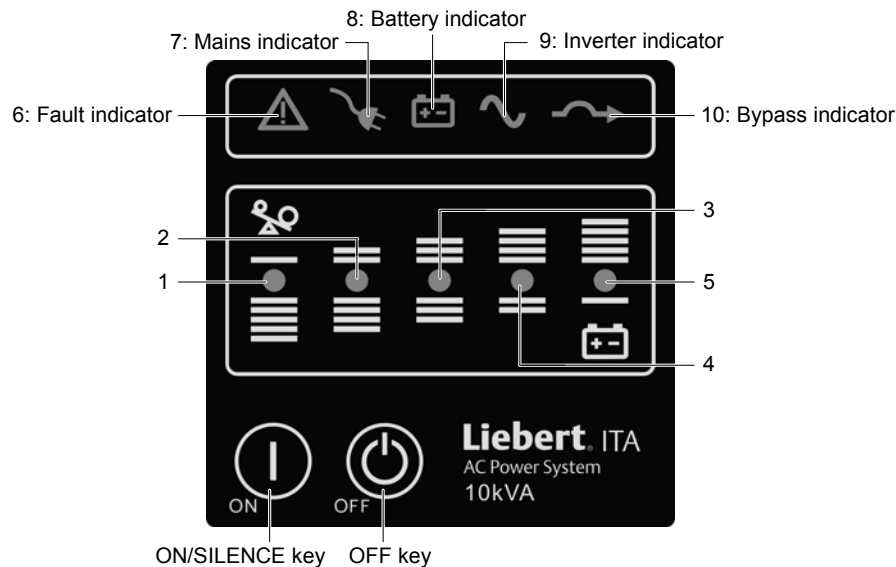 8: Battery indicator
7: Mains indicator
9: Inverter indicator
6: Fault indicator
10: Bypass indicator
3
2
1
5
4
Liebert. ITA
AC Power System
10kVA
ON
OFF
ON/SILENCE key
OFF key